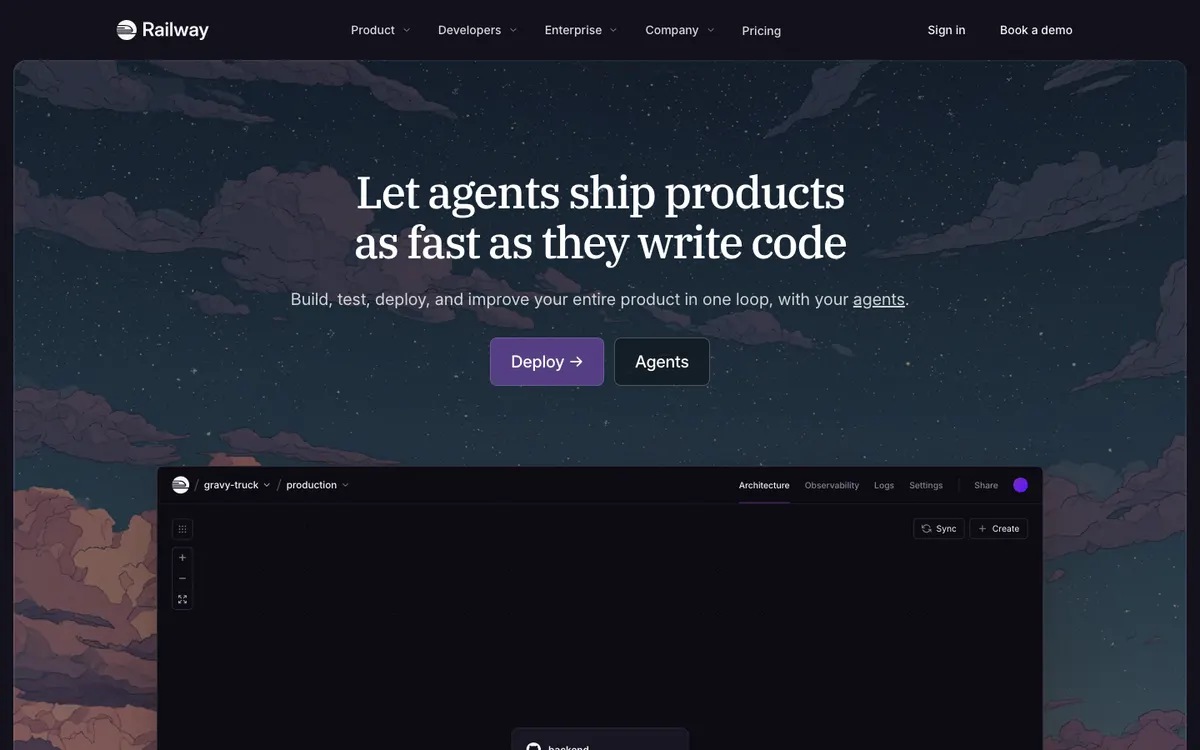 Railway
Product
Developers
Enterprise
Company
Pricing
Sign in
Book a demo
Let agents ship products
as fast as they write code
Build, test, deploy, and improve your entire product in one loop, with your agents.
Deploy →
Agents
/ gravy-truck / production
Architecture
Observability
Logs
Settings
Share
Sync
+ Create
backend